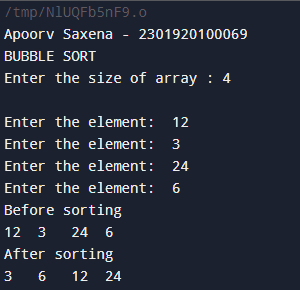 /tmp/NlUQFb5nF9.o
Apoorv Saxena - 2301920100069
BUBBLE SORT
Enter the size of array : 4
Enter the element:  12
Enter the element:  3
Enter the element:  24
Enter the element:  6
Before sorting
12  3   24  6
After sorting
3   6   12  24